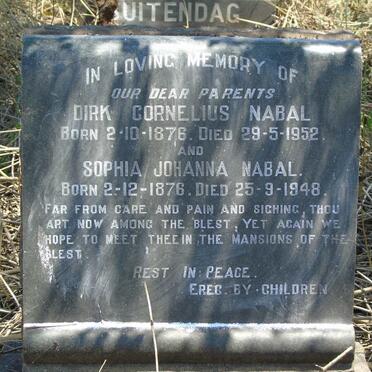 BUITENDAG
IN LOVING MEMORY OF
OUR DEAR PARENTS
DIRK CORNELIUS NABAL
BORN 2-10-1876. DIED 29-5-1952.
AND
SOPHIA JOHANNA NABAL.
BORN 2-12-1876. DIED 25-9-1948.
FAR FROM CARE AND PAIN AND SIGHING, THOU
ART NOW AMONG THE BLEST, YET AGAIN WE
HOPE TO MEET THEE IN THE MANSIONS OF THE
BLEST.
REST IN PEACE.
EREC. BY. CHILDREN